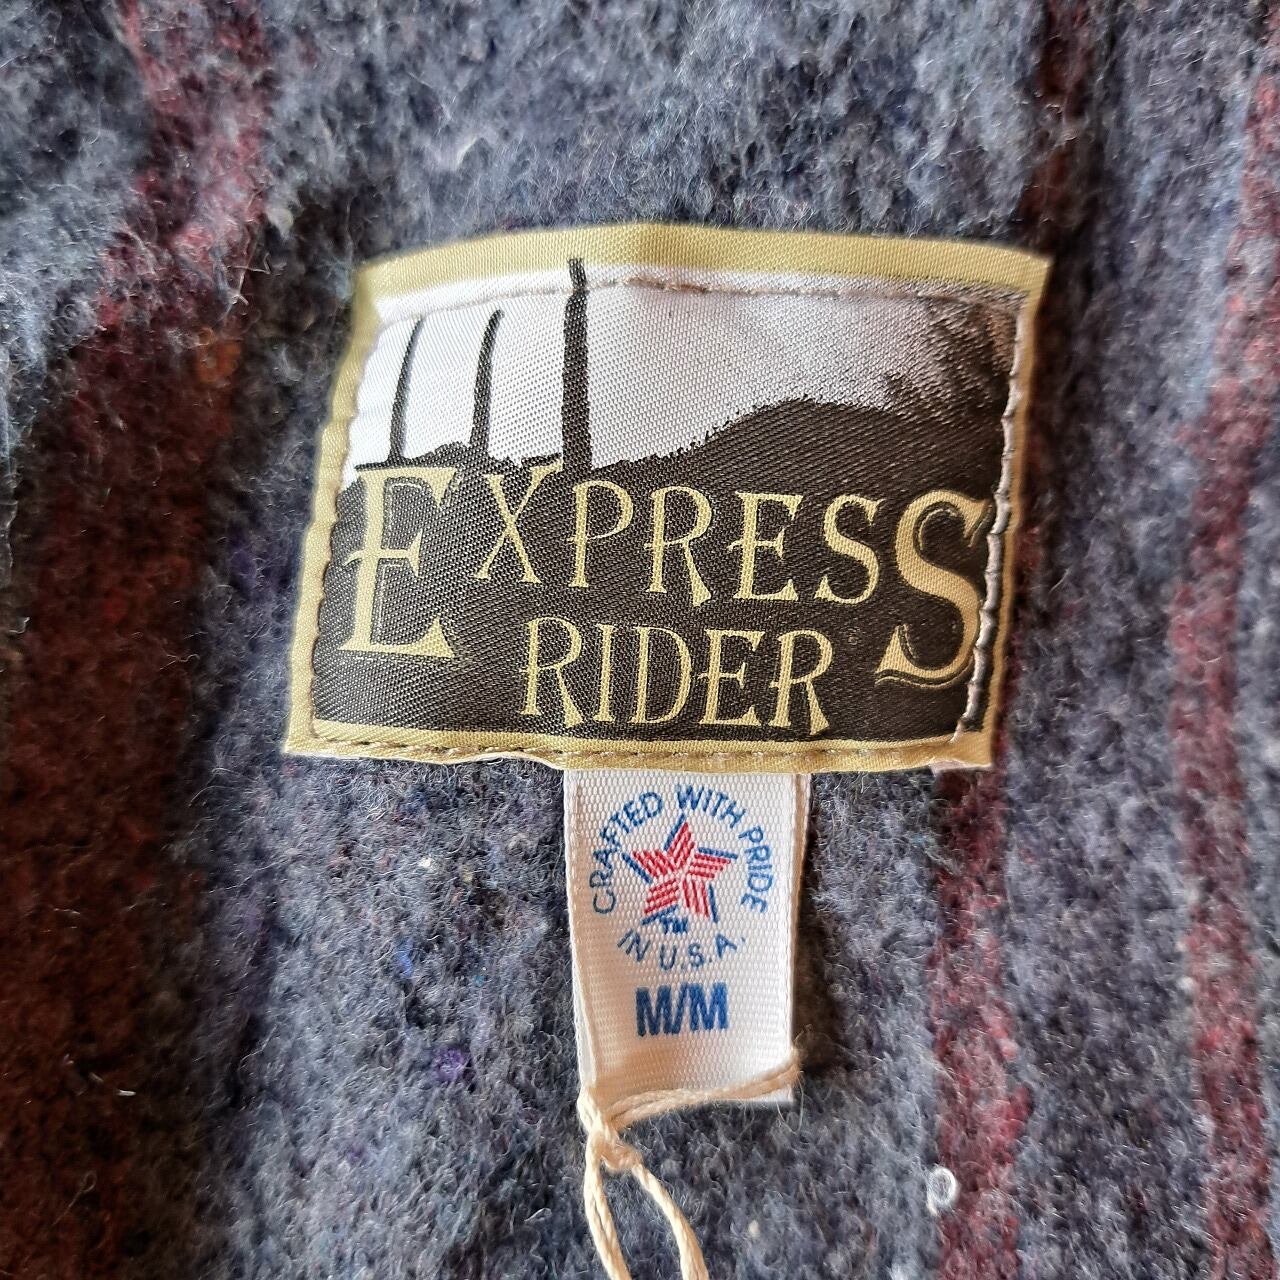 EXPRESS
RIDER
CRAFTED WITH PRIDE
TM
IN U.S.A.
M/M